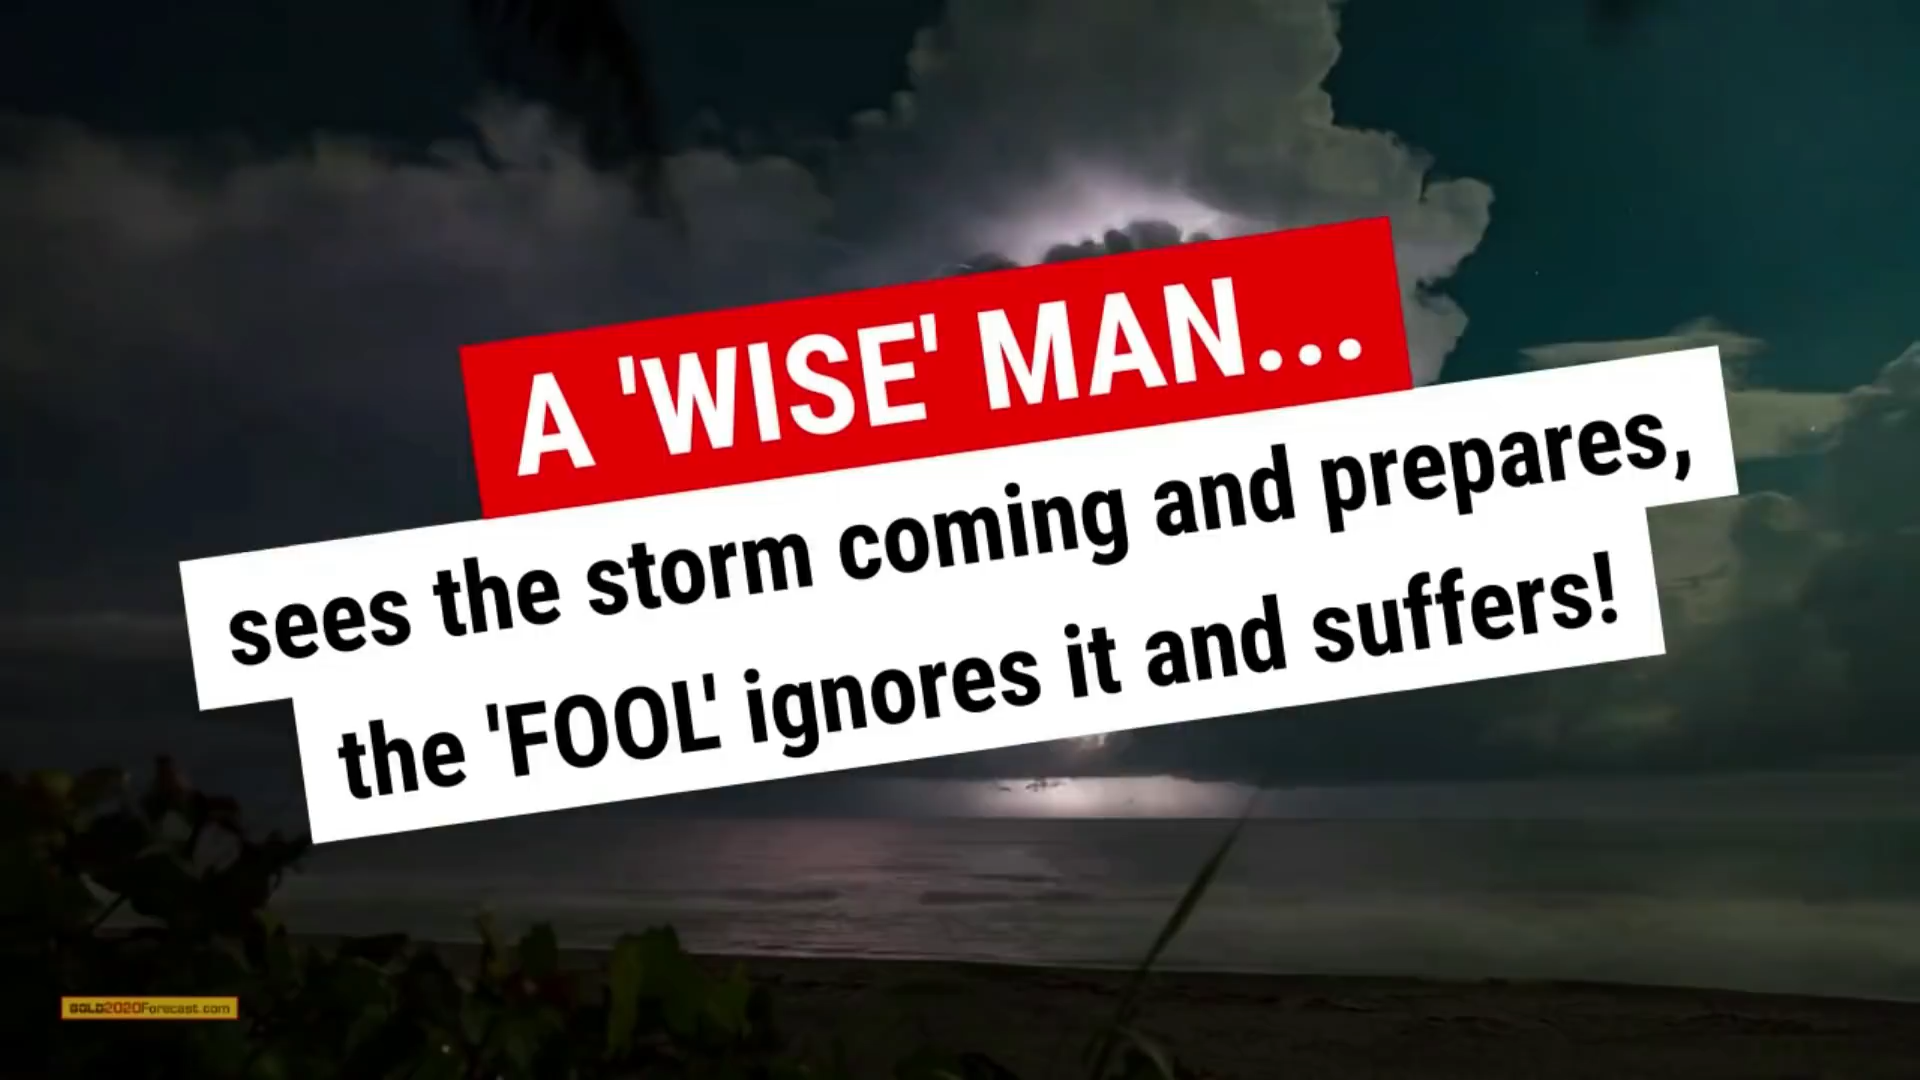 A 'WISE' MAN...
sees the storm coming and prepares,
the 'FOOL' ignores it and suffers!
GOLD2020Forecast.com